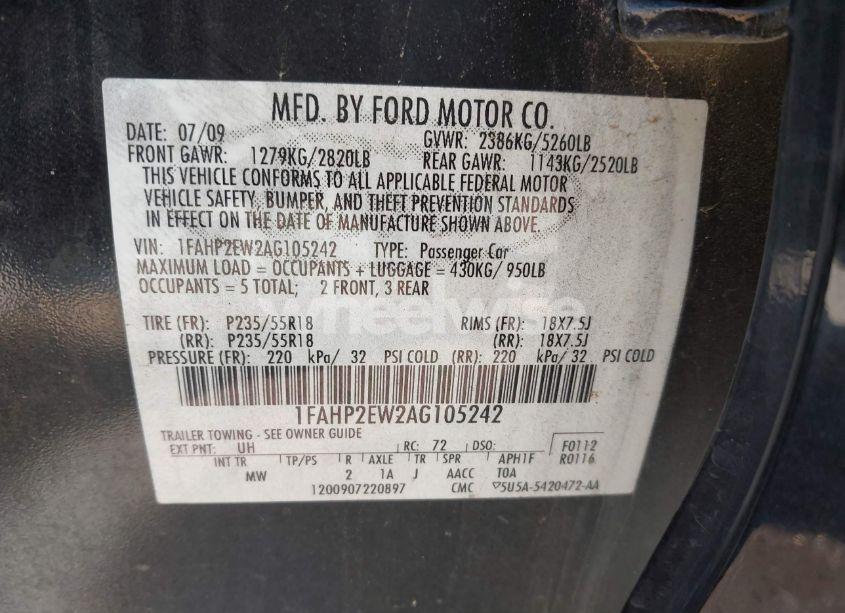 MFD. BY FORD MOTOR CO.
DATE: 07/09 GVWR: 2386KG/5260LB
FRONT GAWR: 1279KG/2820LB REAR GAWR: 1143KG/2520LB
THIS VEHICLE CONFORMS TO ALL APPLICABLE FEDERAL MOTOR
VEHICLE SAFETY, BUMPER, AND THEFT PREVENTION STANDARDS
IN EFFECT ON THE DATE OF MANUFACTURE SHOWN ABOVE.
VIN: 1FAHP2EW2AG105242 TYPE: Passenger Car
MAXIMUM LOAD = OCCUPANTS + LUGGAGE = 430KG/ 950LB
OCCUPANTS = 5 TOTAL; 2 FRONT, 3 REAR
wheelwise
TIRE (FR): P235/55R18 RIMS (FR): 18X7.5J
(RR): P235/55R18 (RR): 18X7.5J
PRESSURE (FR): 220 kPa/ 32 PSI COLD (RR): 220 kPa/ 32 PSI COLD
1FAHP2EW2AG105242
TRAILER TOWING - SEE OWNER GUIDE
EXT PNT: UH RC: 72 DSO: F0112
INT TR TP/PS R AXLE TR SPR APH1F R0116
MW 2 1A J AACC TOA
1200907220897 CMC ▽5U5A-5420472-AA